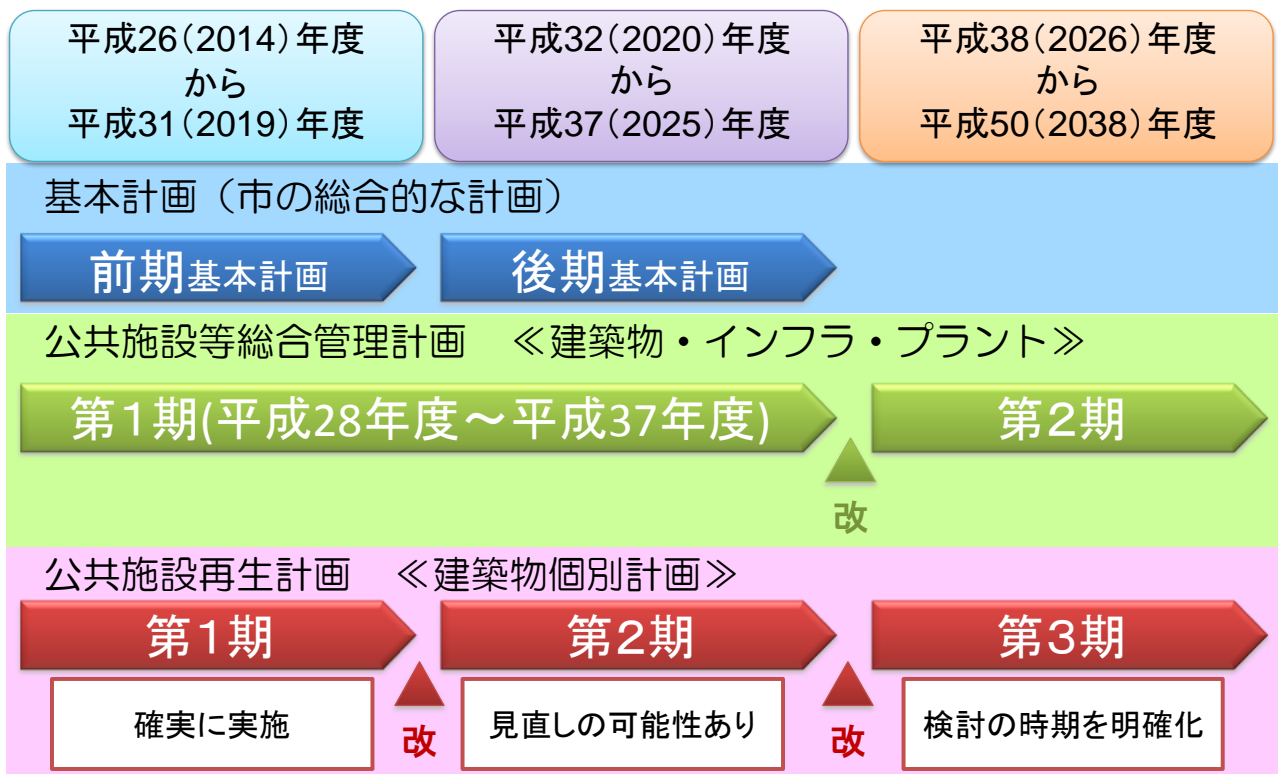 平成26(2014)年度
から
平成31(2019)年度
平成32(2020)年度
から
平成37(2025)年度
平成38(2026)年度
から
平成50(2038)年度
基本計画(市の総合的な計画)
前期基本計画
後期基本計画
公共施設等総合管理計画 ≪建築物・インフラ・プラント≫
第1期(平成28年度~平成37年度)
第2期
改
公共施設再生計画 ≪建築物個別計画≫
第1期
第2期
第3期
確実に実施
改
見直しの可能性あり
改
検討の時期を明確化